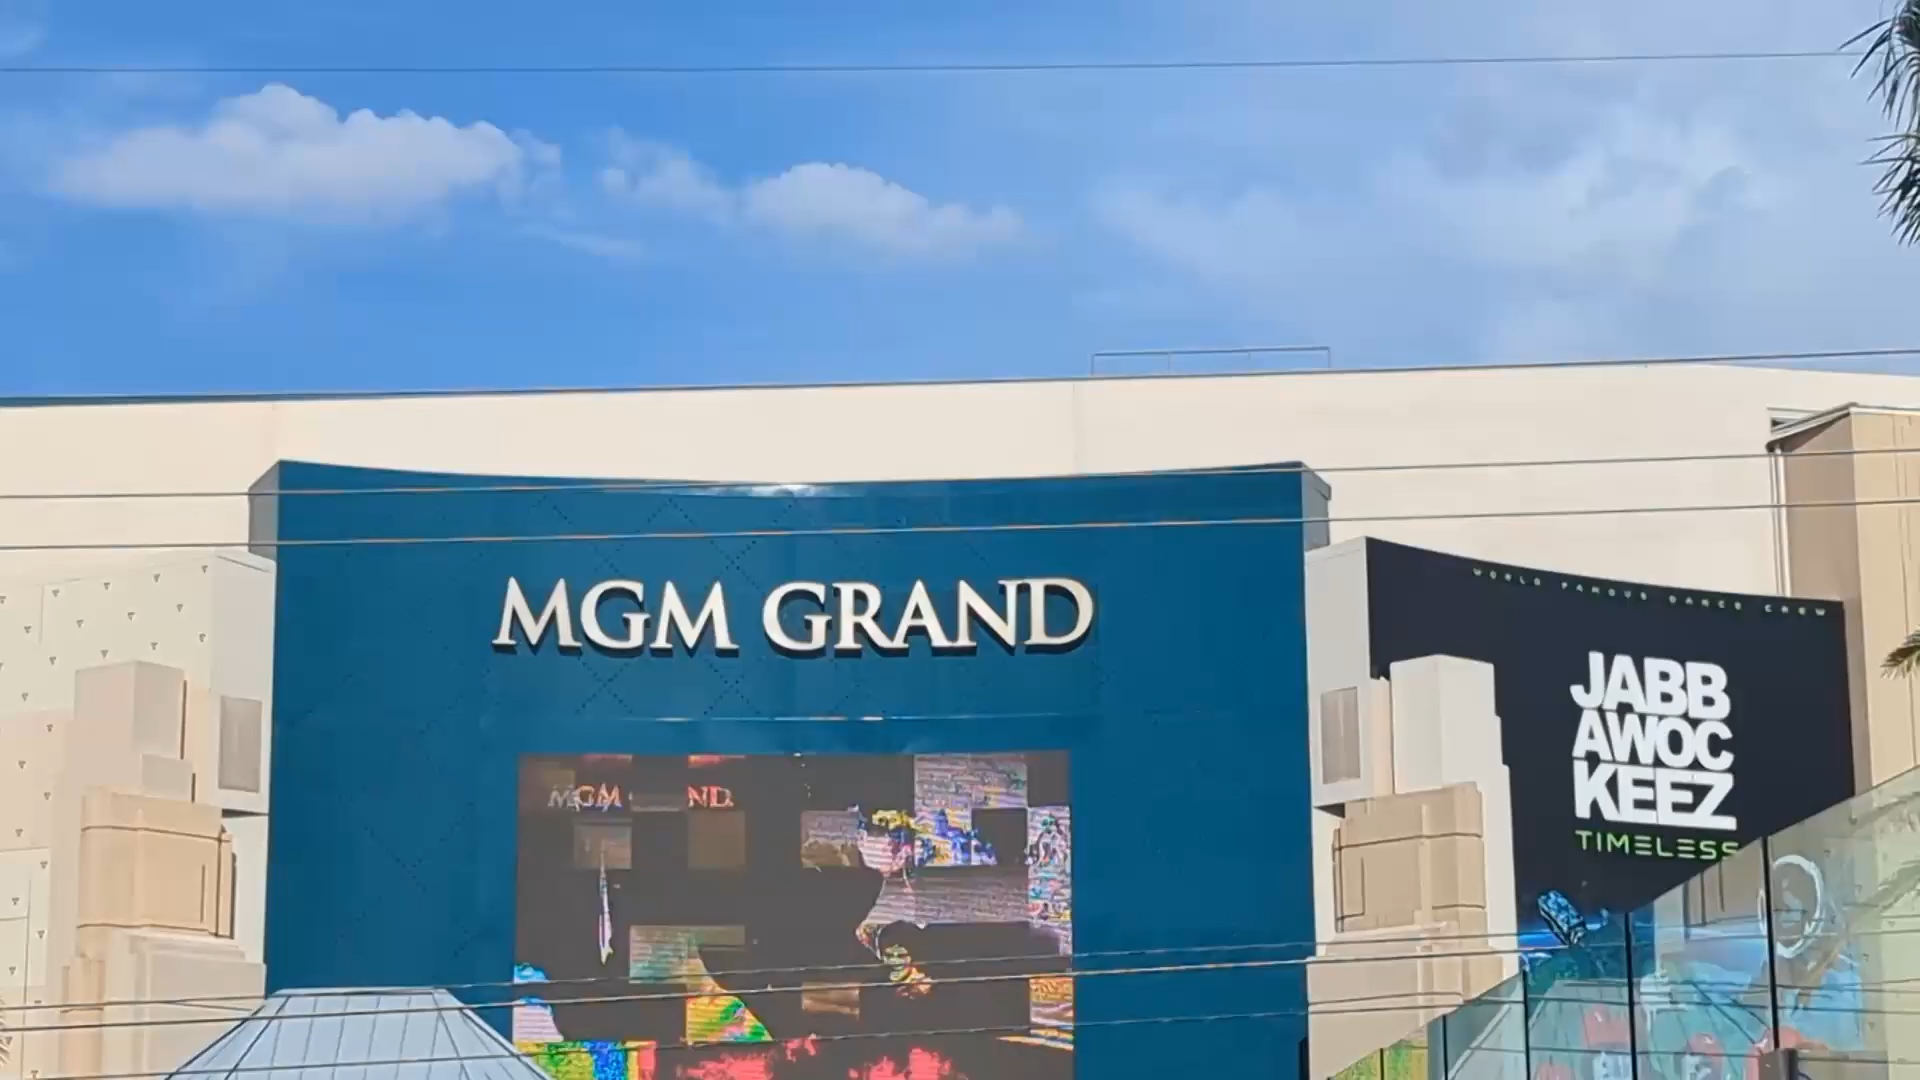 MGM GRAND
WORLD FAMOUS DANCE CREW
JABB
AWOC
KEEZ
TIMELESS
MGM
ND